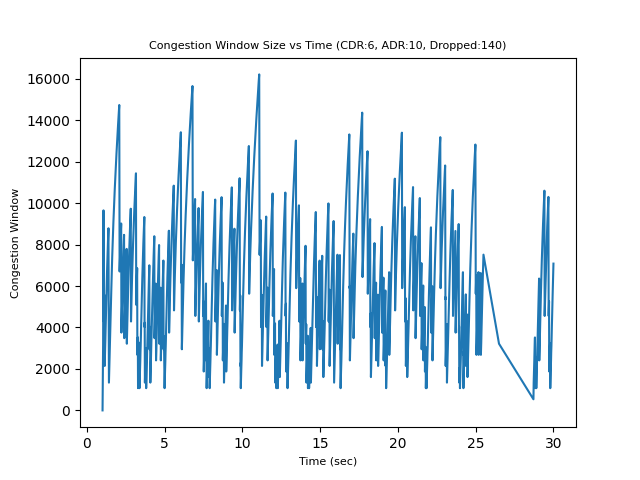 Congestion Window Size vs Time (CDR:6, ADR:10, Dropped:140)
16000
14000
12000
10000
8000
6000
4000
2000
0
Congestion Window
0 5 10 15 20 25 30
Time (sec)